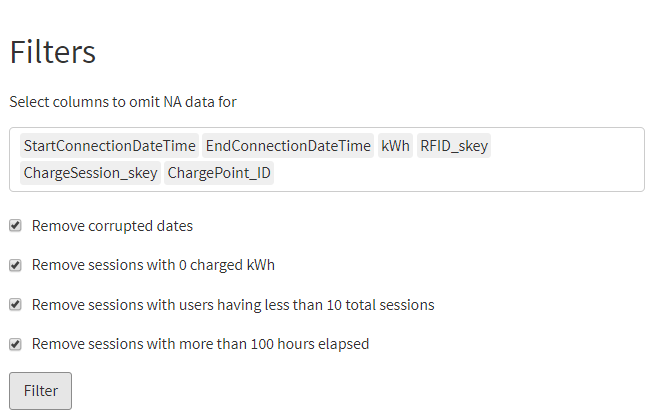 Filters
Select columns to omit NA data for
StartConnectionDateTime EndConnectionDateTime kWh RFID_skey
ChargeSession_skey ChargePoint_ID
Remove corrupted dates
Remove sessions with 0 charged kWh
Remove sessions with users having less than 10 total sessions
Remove sessions with more than 100 hours elapsed
Filter